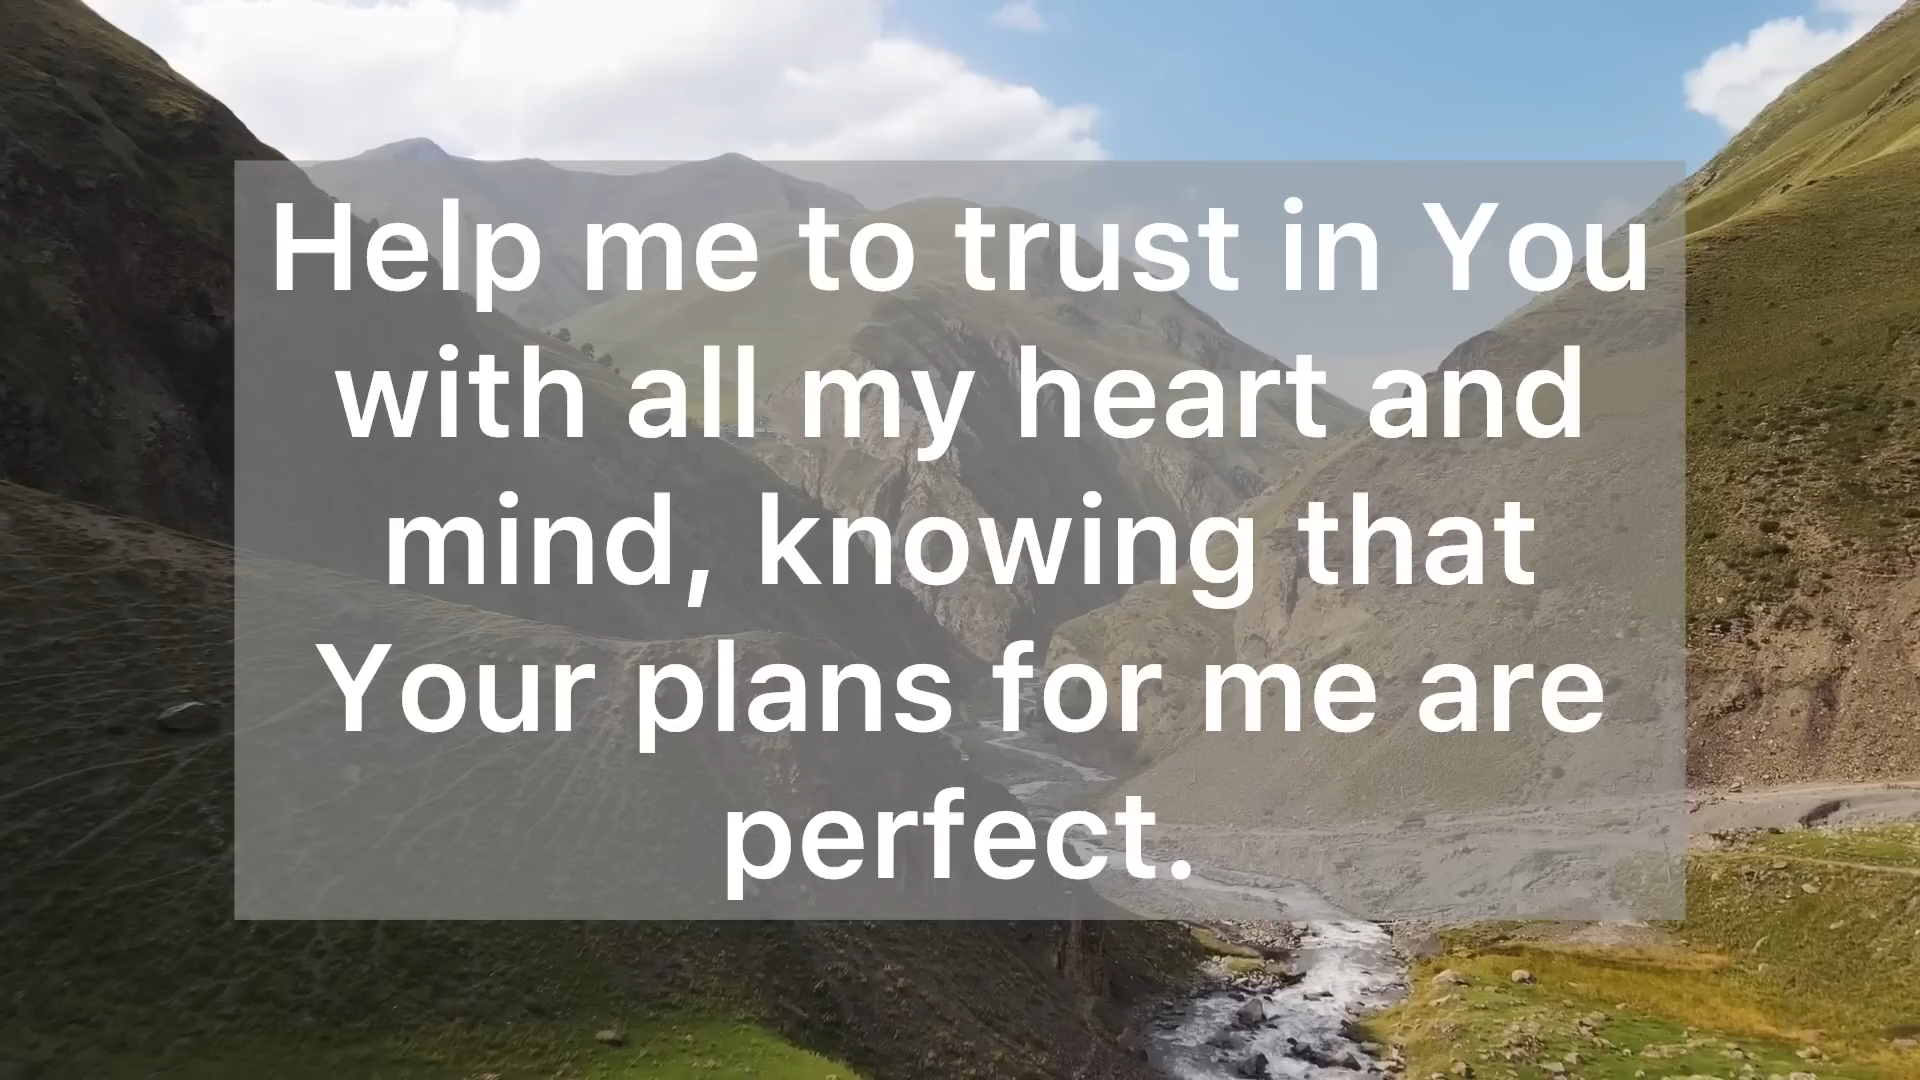 Help me to trust in You
with all my heart and
mind, knowing that
Your plans for me are
perfect.